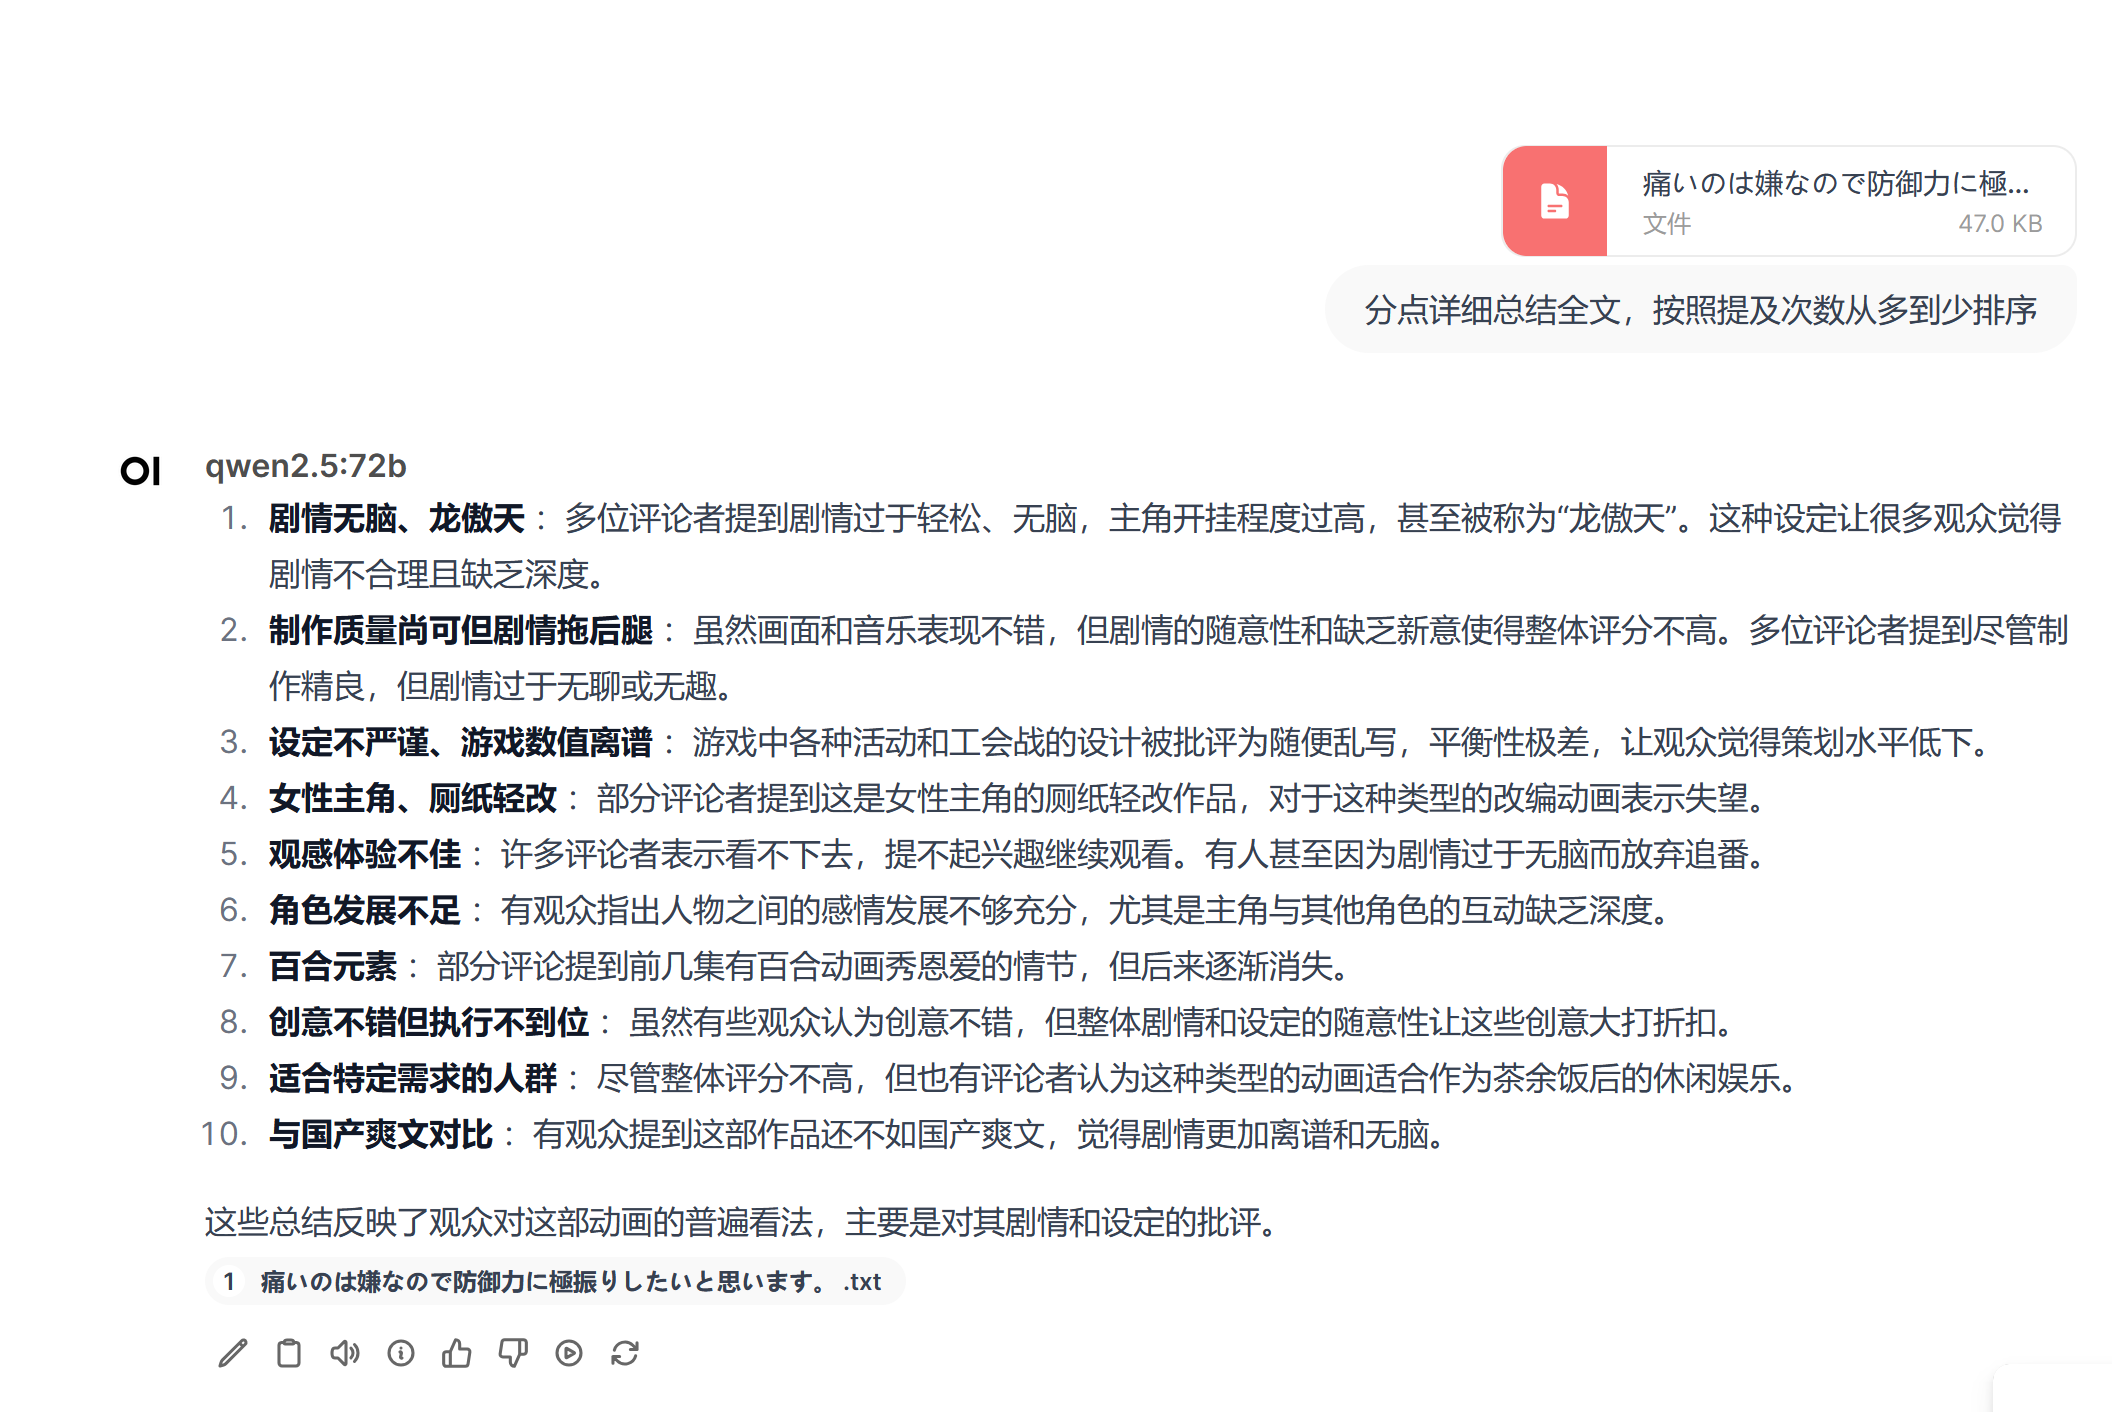 痛いのは嫌なので防御力に極...
文件 47.0 KB
分点详细总结全文，按照提及次数从多到少排序
OI qwen2.5:72b
1. 剧情无脑、龙傲天：多位评论者提到剧情过于轻松、无脑，主角开挂程度过高，甚至被称为“龙傲天”。这种设定让很多观众觉得
剧情不合理且缺乏深度。
2. 制作质量尚可但剧情拖后腿：虽然画面和音乐表现不错，但剧情的随意性和缺乏新意使得整体评分不高。多位评论者提到尽管制
作精良，但剧情过于无聊或无趣。
3. 设定不严谨、游戏数值离谱：游戏中各种活动和工会战的设计被批评为随便乱写，平衡性极差，让观众觉得策划水平低下。
4. 女性主角、厕纸轻改：部分评论者提到这是女性主角的厕纸轻改作品，对于这种类型的改编动画表示失望。
5. 观感体验不佳：许多评论者表示看不下去，提不起兴趣继续观看。有人甚至因为剧情过于无脑而放弃追番。
6. 角色发展不足：有观众指出人物之间的感情发展不够充分，尤其是主角与其他角色的互动缺乏深度。
7. 百合元素：部分评论提到前几集有百合动画秀恩爱的情节，但后来逐渐消失。
8. 创意不错但执行不到位：虽然有些观众认为创意不错，但整体剧情和设定的随意性让这些创意大打折扣。
9. 适合特定需求的人群：尽管整体评分不高，但也有评论者认为这种类型的动画适合作为茶余饭后的休闲娱乐。
10. 与国产爽文对比：有观众提到这部作品还不如国产爽文，觉得剧情更加离谱和无脑。
这些总结反映了观众对这部动画的普遍看法，主要是对其剧情和设定的批评。
1 痛いのは嫌なので防御力に極振りしたいと思います。 .txt